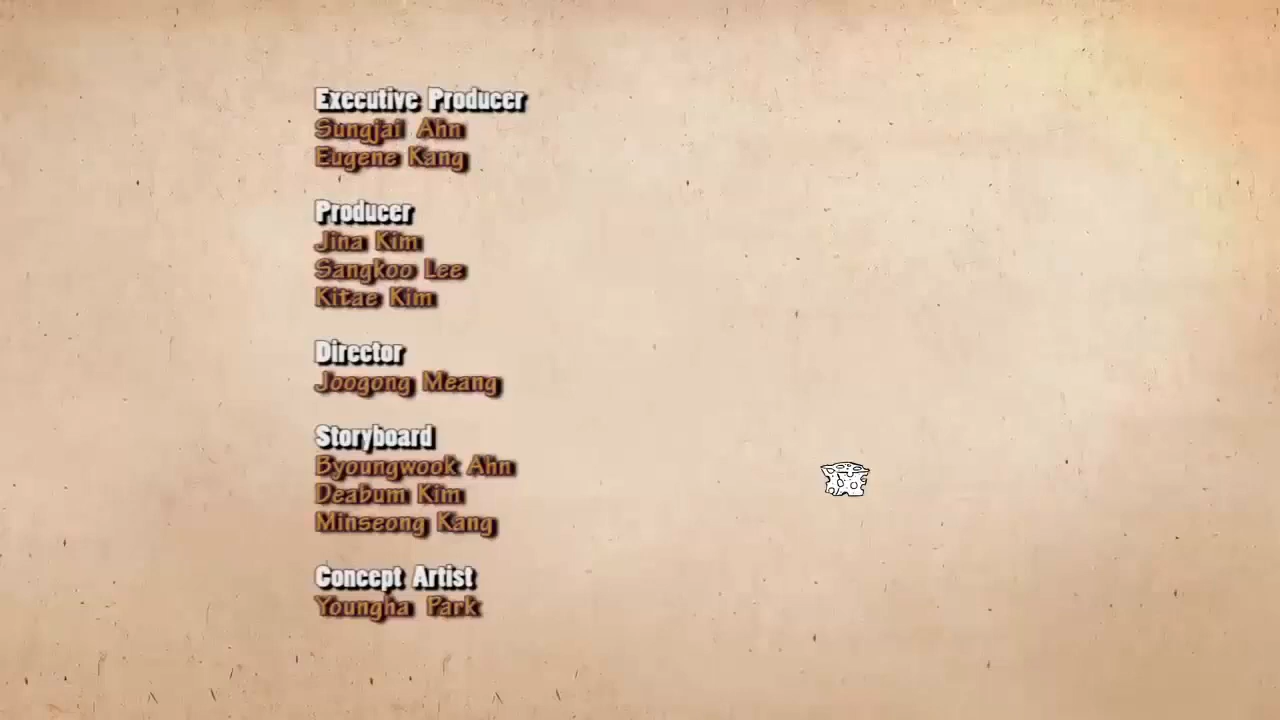 Executive Producer
Sungjai Ahn
Eugene Kang
Producer
Jina Kim
Sangkoo Lee
Kitae Kim
Director
Joogong Meang
Storyboard
Byoungwook Ahn
Deabum Kim
Minseong Kang
Concept Artist
Youngha Park